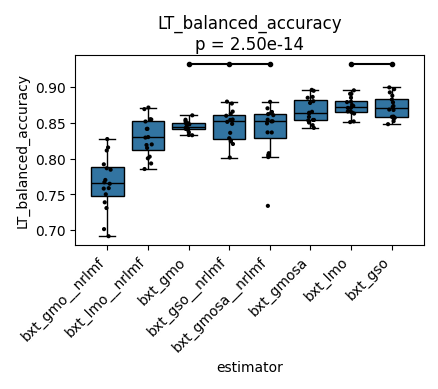 LT_balanced_accuracy
p = 2.50e-14
LT_balanced_accuracy
0.90
0.85
0.80
0.75
0.70
bxt_gmo__nrlmf
bxt_lmo__nrlmf
bxt_gmo
bxt_gso__nrlmf
bxt_gmosa__nrlmf
bxt_gmosa
bxt_lmo
bxt_gso
estimator